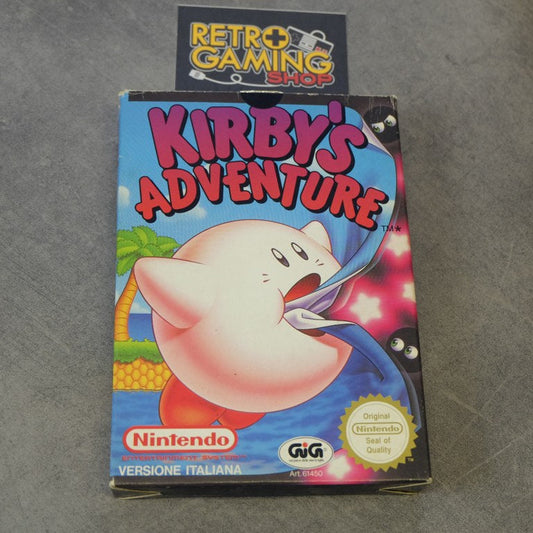 RETRO
GAMING
SHOP
KIRBY'S
ADVENTURE
TM
Original
Nintendo
Seal of
Quality
TM
Nintendo
ENTERTAINMENT SYSTEM
VERSIONE ITALIANA
GIG
Art. 61450